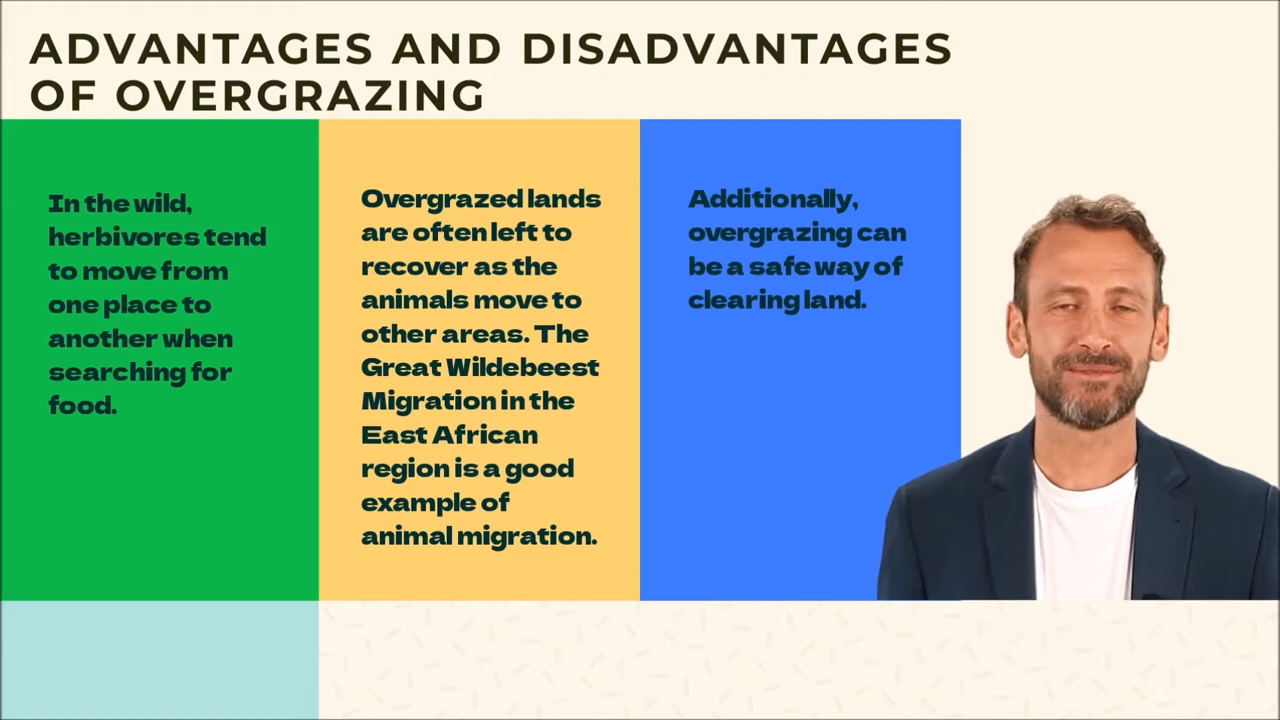 ADVANTAGES AND DISADVANTAGES
OF OVERGRAZING
In the wild,
herbivores tend
to move from
one place to
another when
searching for
food.
Overgrazed lands
are often left to
recover as the
animals move to
other areas. The
Great Wildebeest
Migration in the
East African
region is a good
example of
animal migration.
Additionally,
overgrazing can
be a safe way of
clearing land.